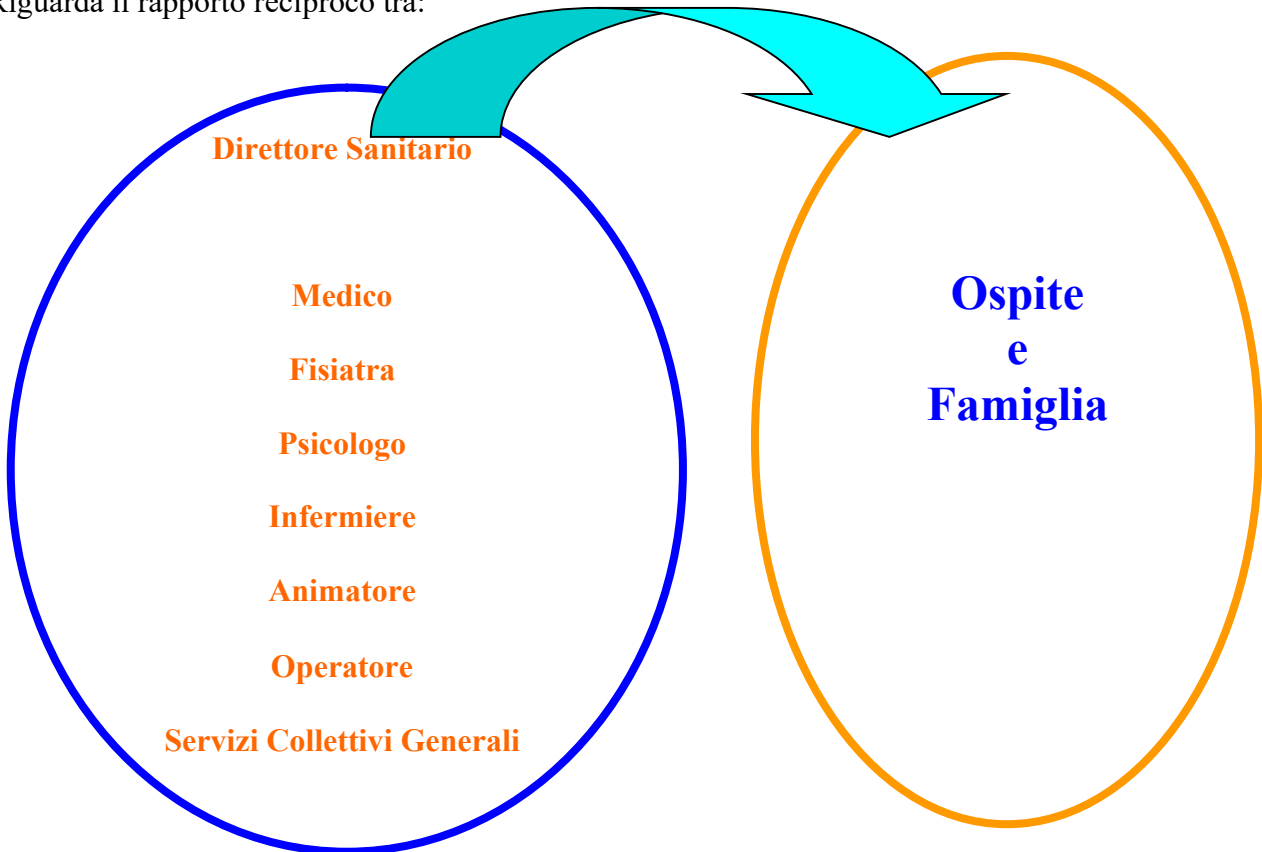 Riguarda il rapporto reciproco tra:
Direttore Sanitario
Medico
Fisiatra
Psicologo
Infermiere
Animatore
Operatore
Servizi Collettivi Generali
Ospite
e
Famiglia